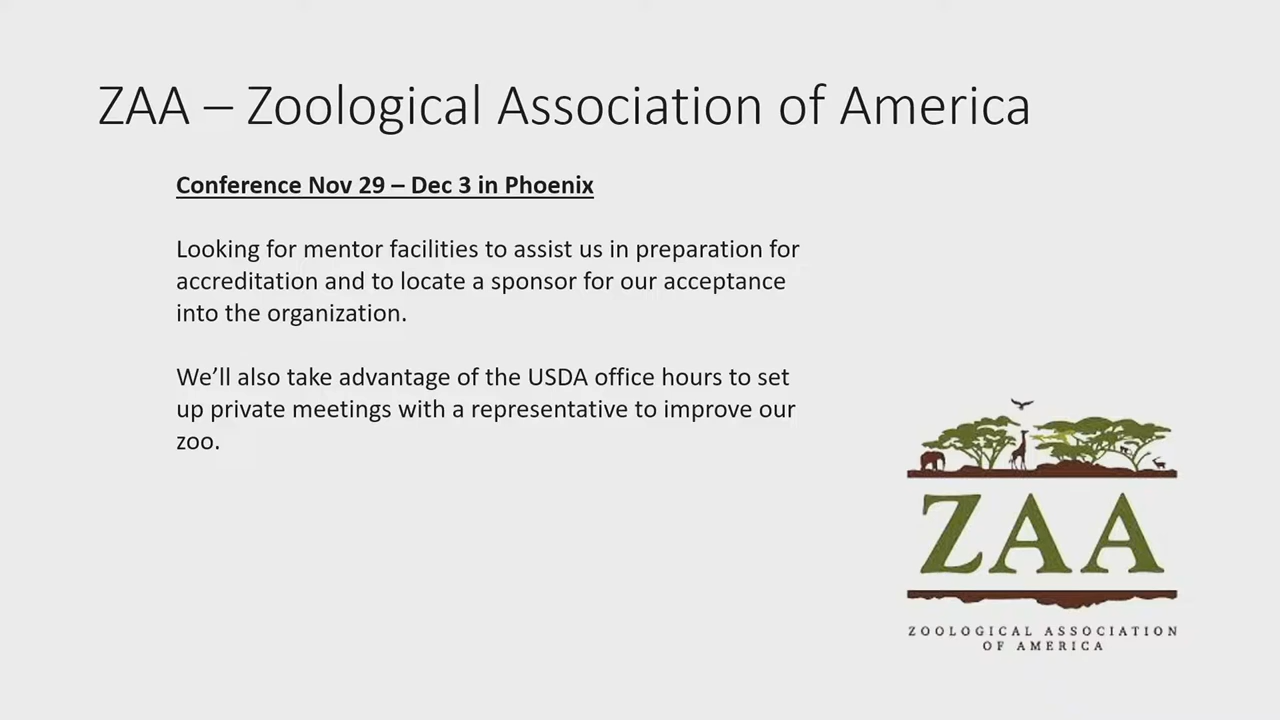 ZAA – Zoological Association of America
Conference Nov 29 – Dec 3 in Phoenix
Looking for mentor facilities to assist us in preparation for
accreditation and to locate a sponsor for our acceptance
into the organization.
We’ll also take advantage of the USDA office hours to set
up private meetings with a representative to improve our
zoo.
ZAA
ZOOLOGICAL ASSOCIATION
OF AMERICA